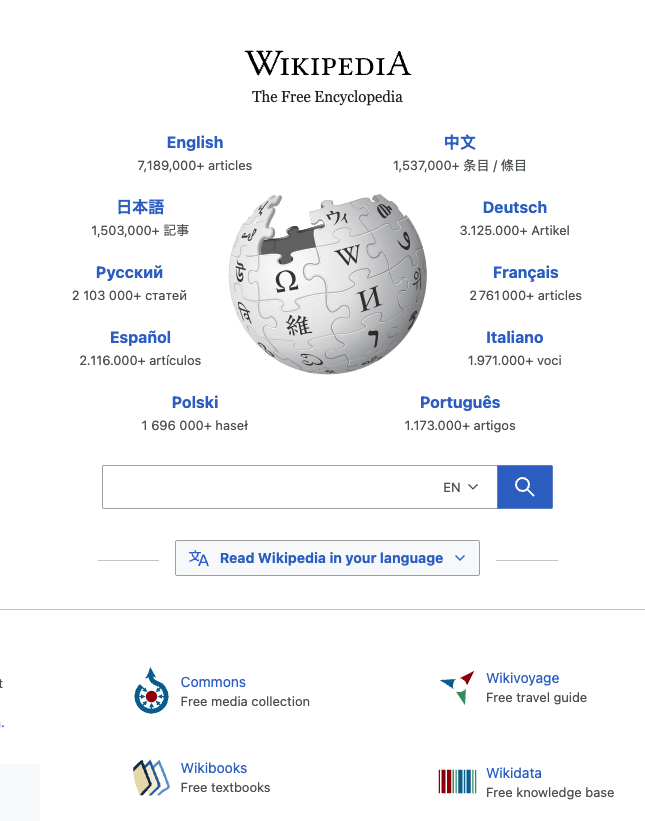 WIKIPEDIA
The Free Encyclopedia
English
7,189,000+ articles
中文
1,537,000+ 条目 / 條目
日本語
1,503,000+ 記事
Deutsch
3.125.000+ Artikel
Русский
2 103 000+ статей
Français
2 761 000+ articles
Español
2.116.000+ artículos
Italiano
1.971.000+ voci
Polski
1 696 000+ haseł
Português
1.173.000+ artigos
Ω
W
И
維
ウィ
EN
Read Wikipedia in your language
Commons
Free media collection
Wikivoyage
Free travel guide
Wikibooks
Free textbooks
Wikidata
Free knowledge base